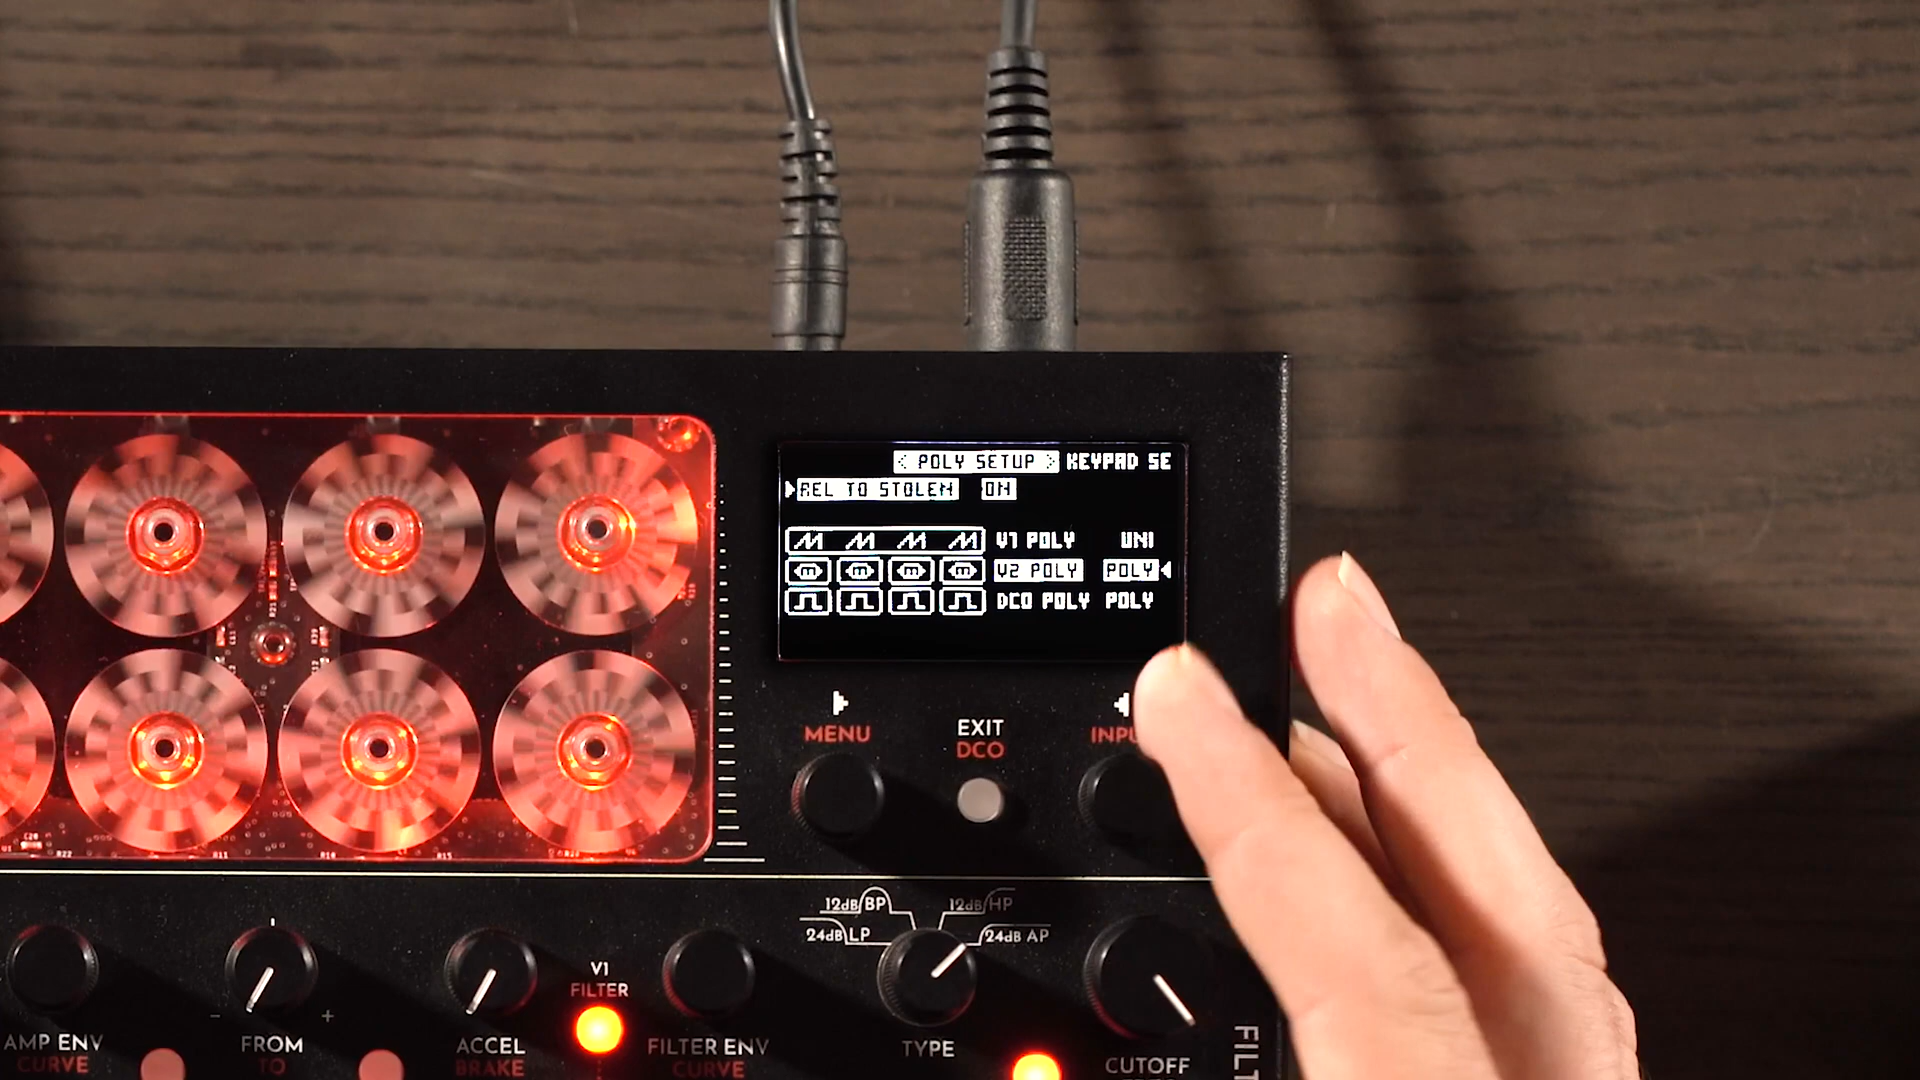 < POLY SETUP > KEYPAD SE
REL TO STOLEN ON
V1 POLY UNI
V2 POLY POLY
DCO POLY POLY
MENU
EXIT
DCO
12dB BP
12dB HP
24dB LP
24dB AP
V1
FILTER
AMP ENV
CURVE
FROM
TO
- +
ACCEL
BRAKE
FILTER ENV
CURVE
TYPE
CUTOFF